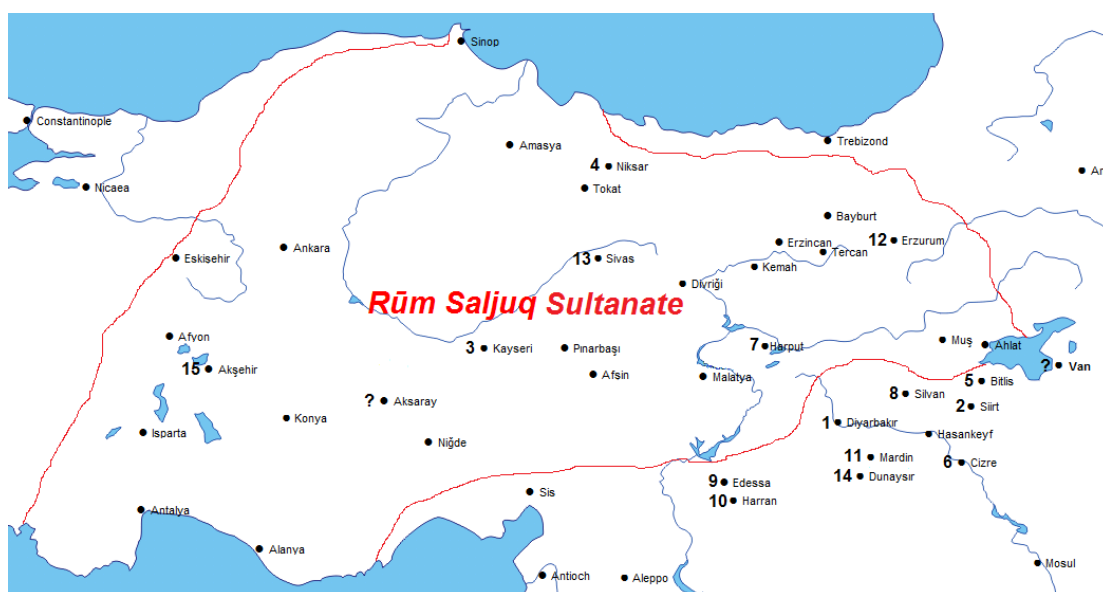 Sinop
Constantinople
Amasya
Trebizond
4 Niksar
Ar
Nicaea
Tokat
Bayburt
Ankara
Erzincan
12 Erzurum
Eskişehir
13 Sivas
Tercan
Kemah
Divriği
Rūm Saljuq Sultanate
Afyon
3 Kayseri
Pınarbaşı
7 Harput
Muş
Ahlat
15 Akşehir
Afsin
Malatya
? Van
5 Bitlis
? Aksaray
8 Silvan
2 Siirt
Konya
1 Diyarbakır
Isparta
Niğde
Hasankeyf
11 Mardin
6 Cizre
14 Dunaysır
9 Edessa
Sis
10 Harran
Antalya
Alanya
Antioch
Aleppo
Mosul